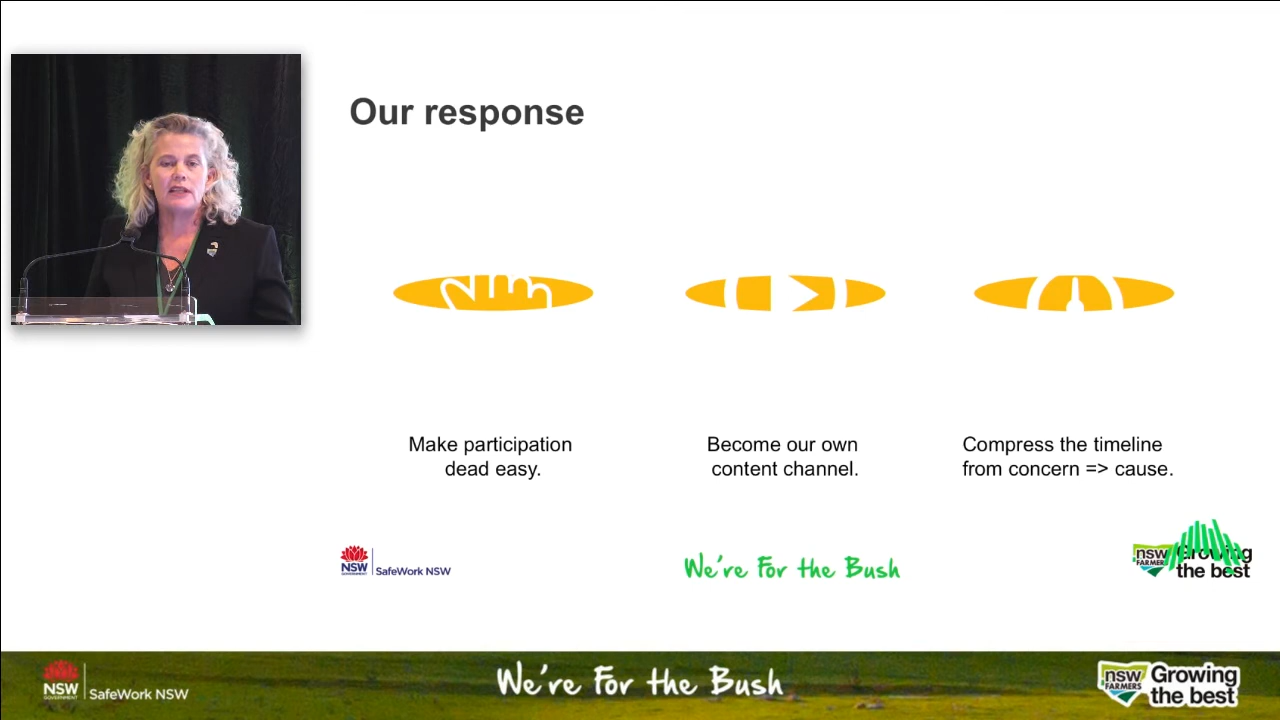 Our response
Make participation
dead easy.
Become our own
content channel.
Compress the timeline
from concern => cause.
NSW
GOVERNMENT
SafeWork NSW
We're For the Bush
nsw
FARMERS
Growing
the best
NSW
GOVERNMENT
SafeWork NSW
We're For the Bush
nsw
FARMERS
Growing
the best